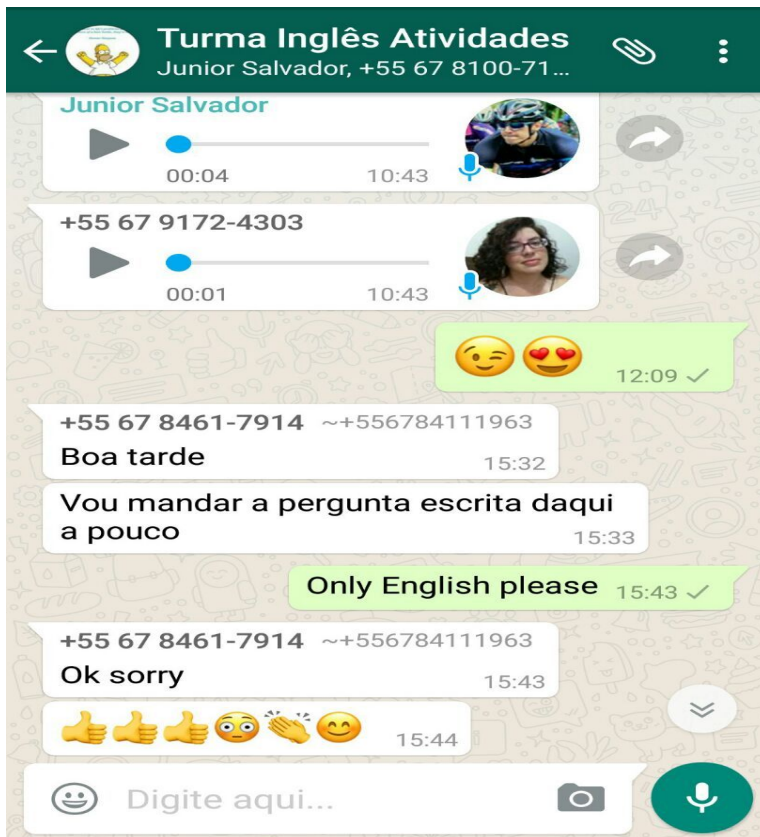 Turma Inglês Atividades
Junior Salvador, +55 67 8100-71...
Junior Salvador
00:04 10:43
+55 67 9172-4303
00:01 10:43
😉😍 12:09
+55 67 8461-7914 ~+556784111963
Boa tarde 15:32
Vou mandar a pergunta escrita daqui
a pouco 15:33
Only English please 15:43
+55 67 8461-7914 ~+556784111963
Ok sorry 15:43
👍👍👍😳👏😊 15:44
Digite aqui...